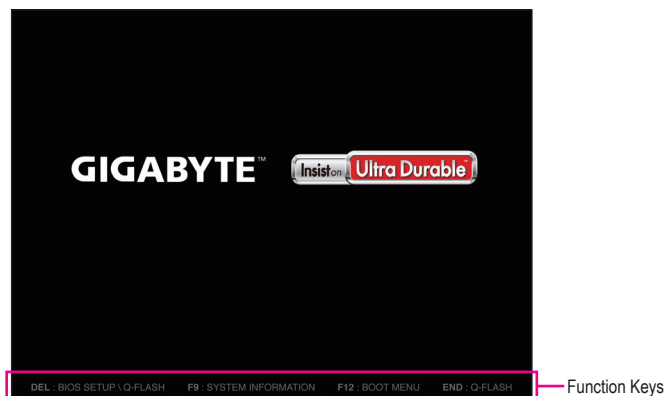 GIGABYTE™
Insist on Ultra Durable™
DEL : BIOS SETUP \ Q-FLASH F9 : SYSTEM INFORMATION F12 : BOOT MENU END : Q-FLASH
Function Keys